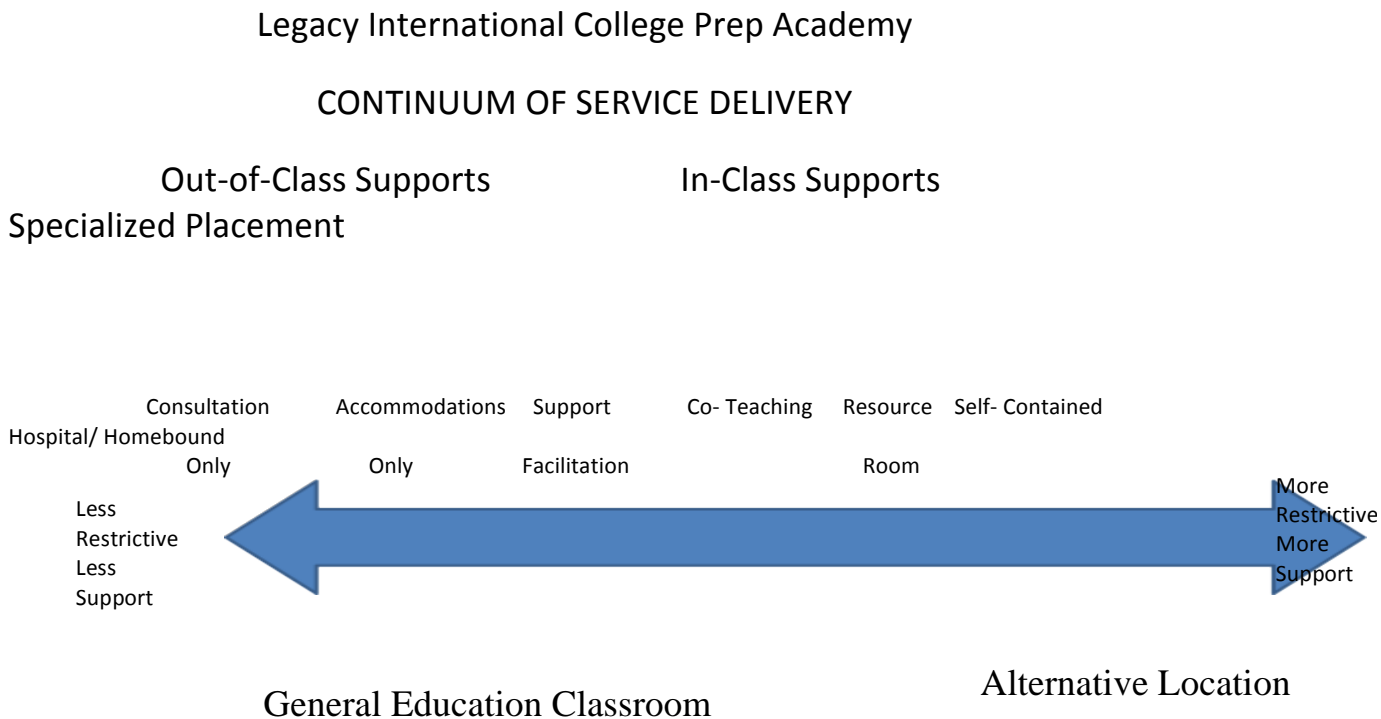 Legacy International College Prep Academy
CONTINUUM OF SERVICE DELIVERY
Out-of-Class Supports In-Class Supports
Specialized Placement
Consultation Accommodations Support Co- Teaching Resource Self- Contained
Hospital/ Homebound
Only Only Facilitation Room
Less
Restrictive
Less
Support
More
Restrictive
More
Support
General Education Classroom
Alternative Location